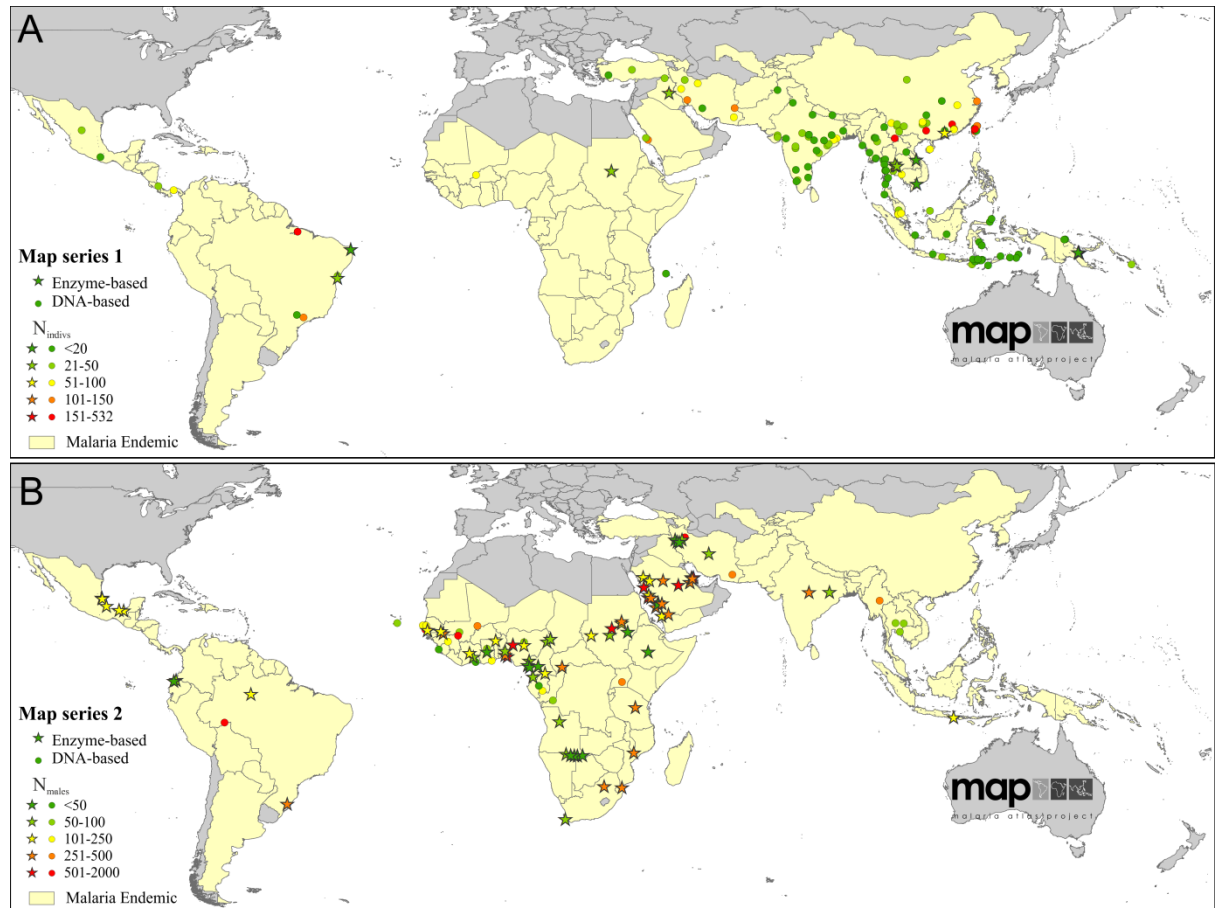 A
Map series 1
Enzyme-based
DNA-based
Nindivs
<20
21-50
51-100
101-150
151-532
Malaria Endemic
map
malaria atlas project
B
Map series 2
Enzyme-based
DNA-based
Nmales
<50
50-100
101-250
251-500
501-2000
Malaria Endemic
map
malaria atlas project